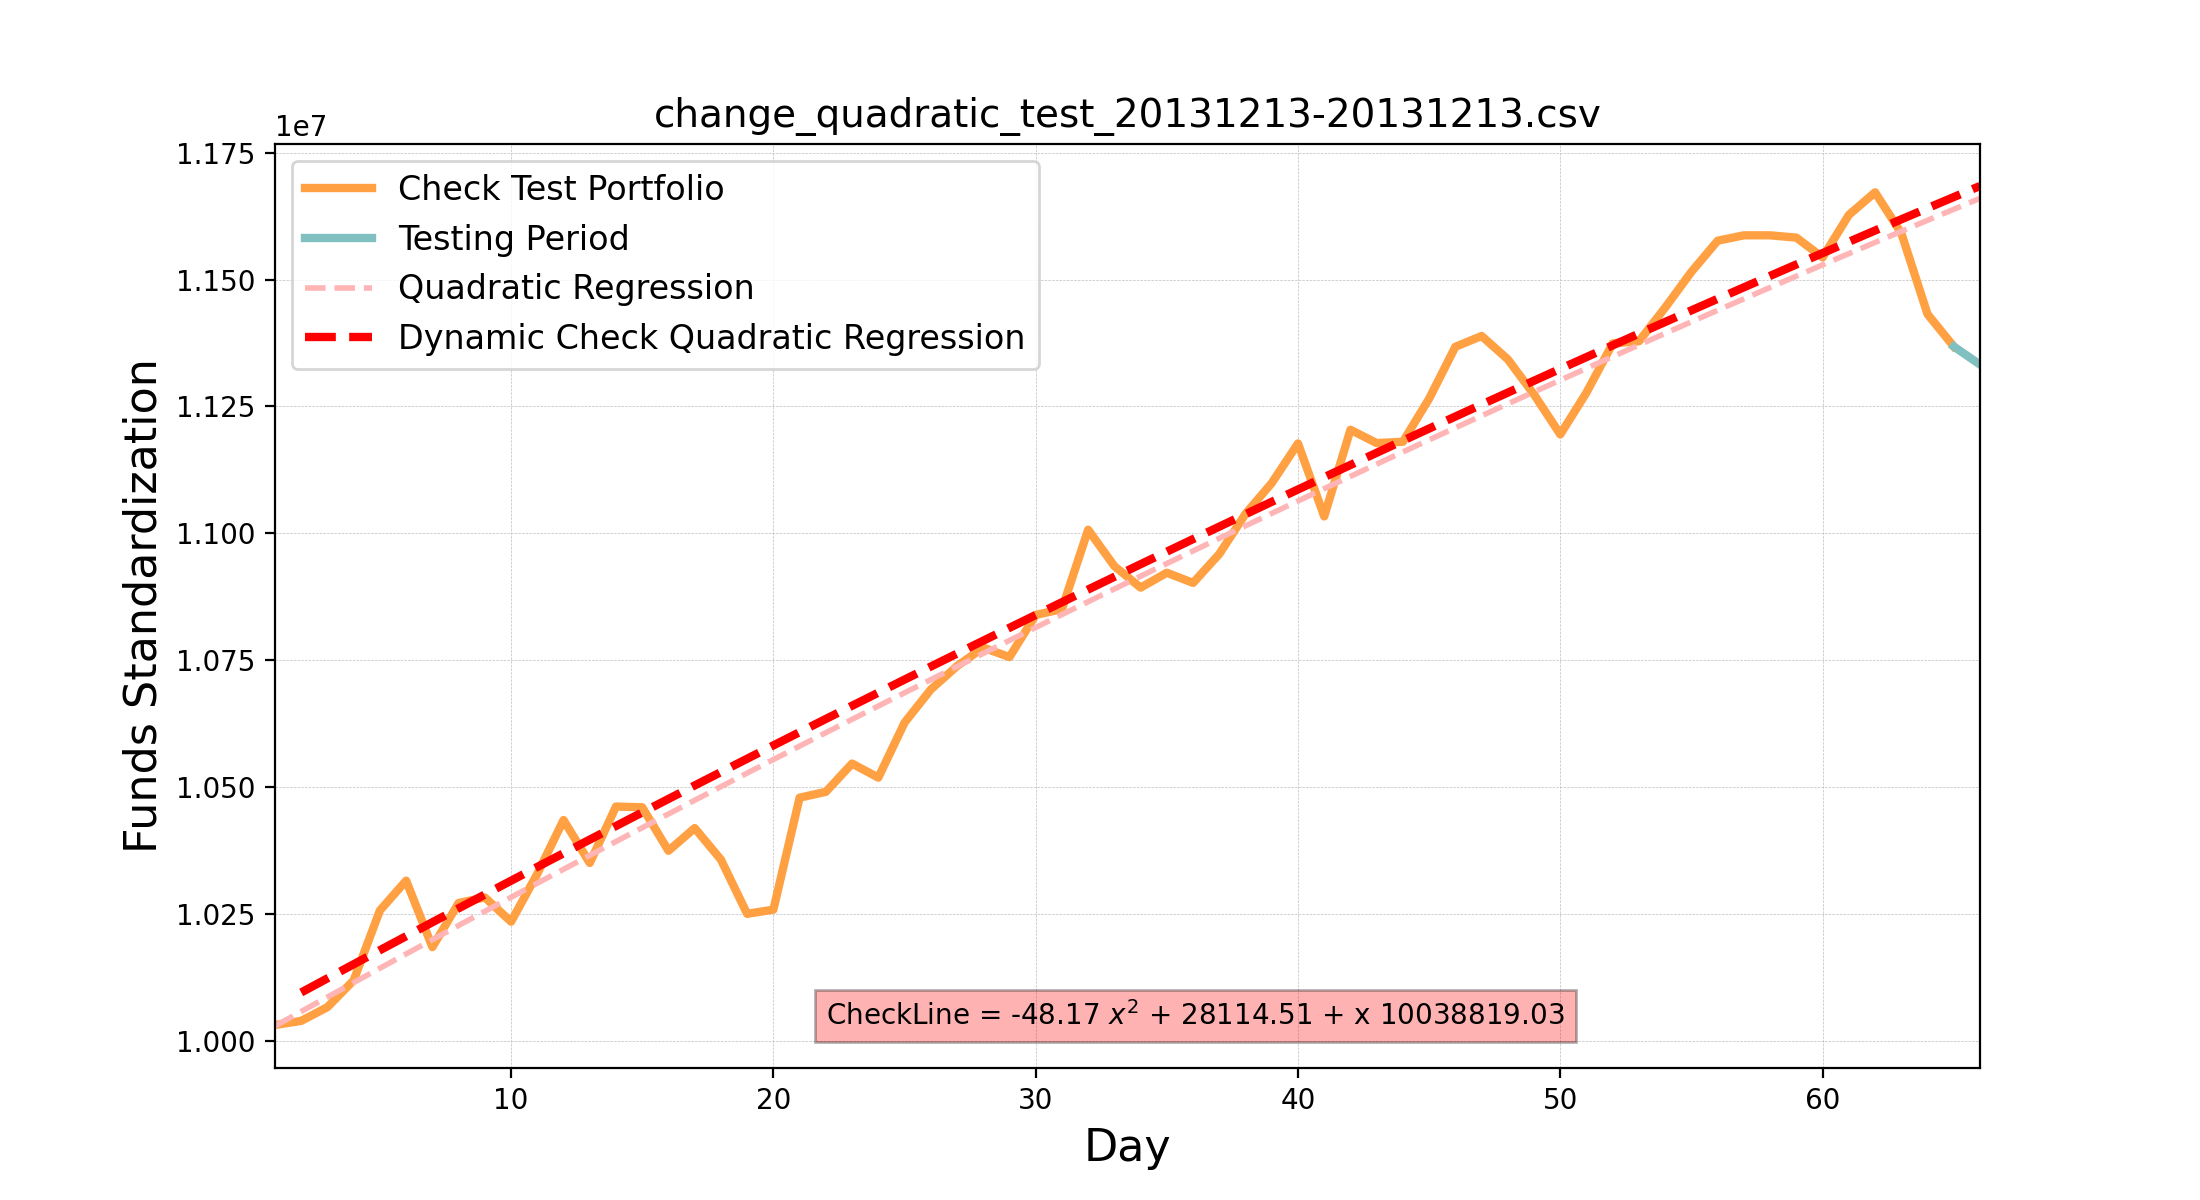 change_quadratic_test_20131213-20131213.csv
1e7
1.175
1.150
1.125
1.100
1.075
1.050
1.025
1.000
Funds Standardization
Check Test Portfolio
Testing Period
Quadratic Regression
Dynamic Check Quadratic Regression
CheckLine = -48.17 x² + 28114.51 + x 10038819.03
10 20 30 40 50 60
Day